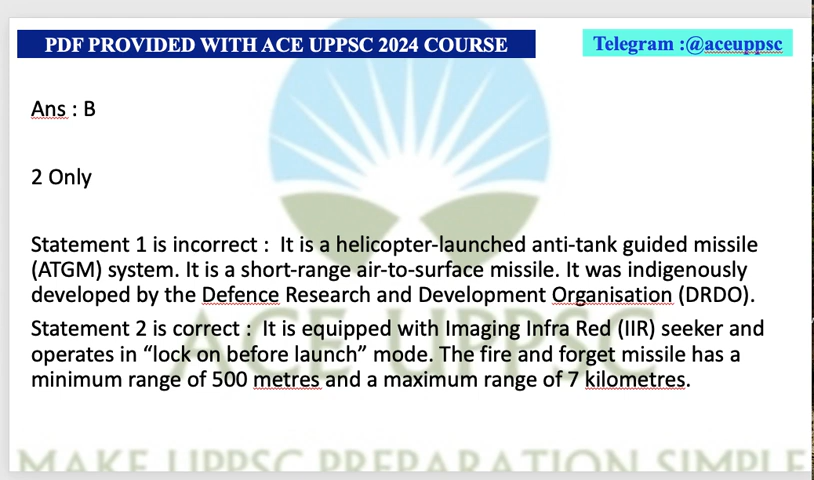 PDF PROVIDED WITH ACE UPPSC 2024 COURSE
Telegram :@aceuppsc
Ans : B
2 Only
Statement 1 is incorrect :  It is a helicopter-launched anti-tank guided missile
(ATGM) system. It is a short-range air-to-surface missile. It was indigenously
developed by the Defence Research and Development Organisation (DRDO).
Statement 2 is correct :  It is equipped with Imaging Infra Red (IIR) seeker and
operates in “lock on before launch” mode. The fire and forget missile has a
minimum range of 500 metres and a maximum range of 7 kilometres.
ACE UPPSC
MAKE UPPSC PREPARATION SIMPLE